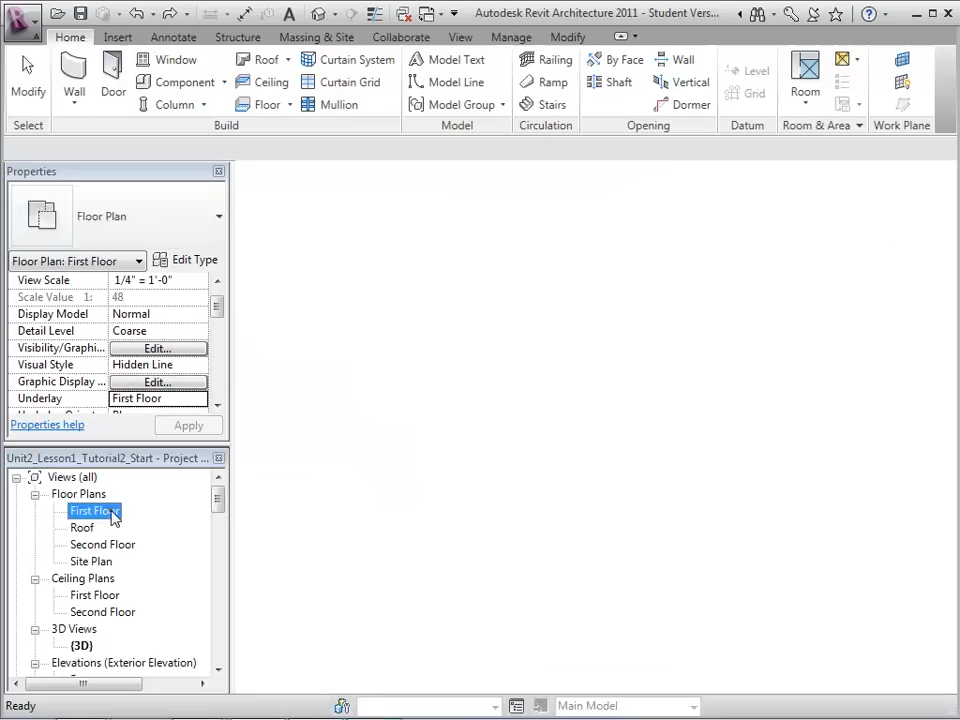 Autodesk Revit Architecture 2011 - Student Vers...
Home Insert Annotate Structure Massing & Site Collaborate View Manage Modify
Modify
Wall
Door
Window
Component
Column
Roof
Ceiling
Floor
Curtain System
Curtain Grid
Mullion
Model Text
Model Line
Model Group
Railing
Ramp
Stairs
By Face
Shaft
Wall
Vertical
Dormer
Level
Grid
Room
Select Build Model Circulation Opening Datum Room & Area Work Plane
Properties
Floor Plan
Floor Plan: First Floor Edit Type
View Scale 1/4" = 1'-0"
Scale Value 1: 48
Display Model Normal
Detail Level Coarse
Visibility/Graphi... Edit...
Visual Style Hidden Line
Graphic Display ... Edit...
Underlay First Floor
Properties help Apply
Unit2_Lesson1_Tutorial2_Start - Project ...
Views (all)
Floor Plans
First Floor
Roof
Second Floor
Site Plan
Ceiling Plans
First Floor
Second Floor
3D Views
{3D}
Elevations (Exterior Elevation)
Ready Main Model